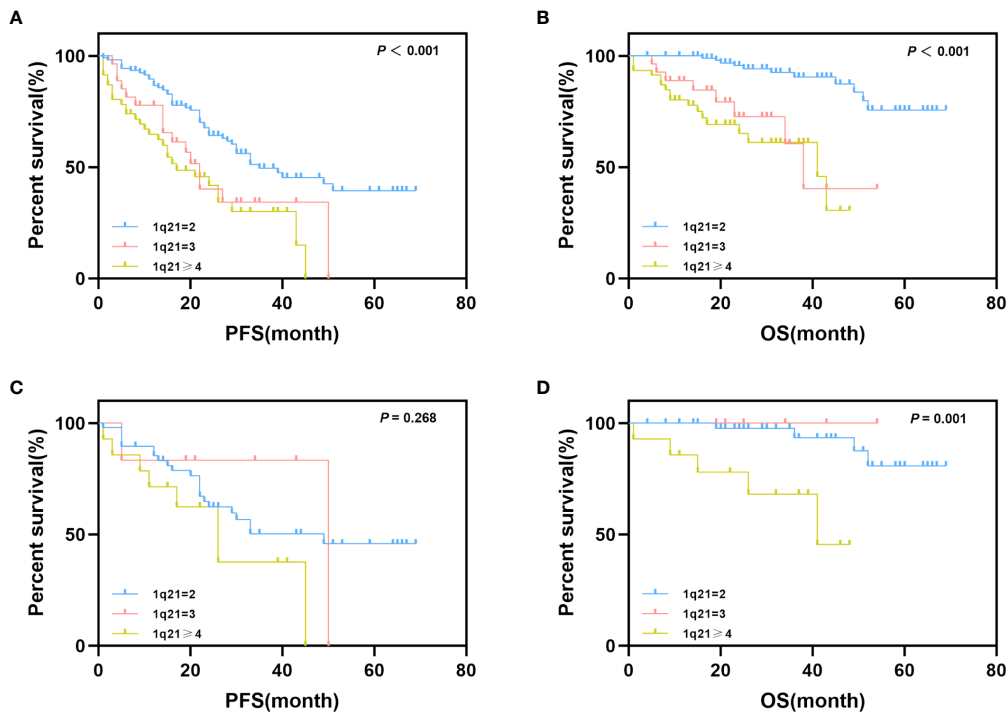 A
P < 0.001
Percent survival(%)
100
50
0
1q21=2
1q21=3
1q21⩾4
0 20 40 60 80
PFS(month)
B
P < 0.001
Percent survival(%)
100
50
0
1q21=2
1q21=3
1q21⩾4
0 20 40 60 80
OS(month)
C
P = 0.268
Percent survival(%)
100
50
0
1q21=2
1q21=3
1q21⩾4
0 20 40 60 80
PFS(month)
D
P = 0.001
Percent survival(%)
100
50
0
1q21=2
1q21=3
1q21⩾4
0 20 40 60 80
OS(month)